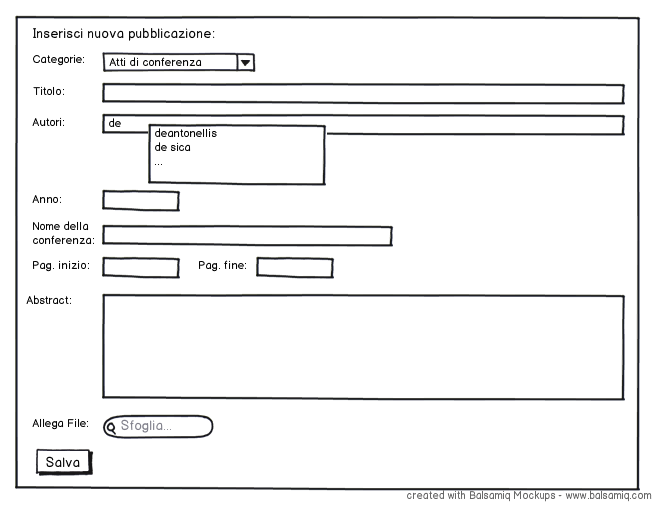 Inserisci nuova pubblicazione:
Categorie: Atti di conferenza
Titolo:
Autori: de
deantonellis
de sica
...
Anno:
Nome della
conferenza:
Pag. inizio: Pag. fine:
Abstract:
Allega File: Sfoglia...
Salva
created with Balsamiq Mockups - www.balsamiq.com